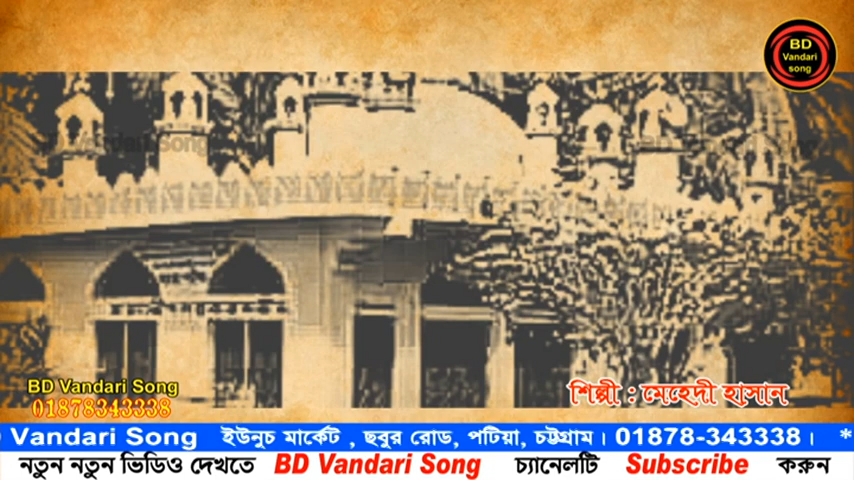 BD
Vandari
song
BD Vandari Song
01878343338
শিল্পী : মেহেদী হাসান
Vandari Song ইউনুচ মার্কেট , ছবুর রোড, পটিয়া, চট্টগ্রাম। 01878-343338। *
নতুন নতুন ভিডিও দেখতে BD Vandari Song চ্যানেলটি Subscribe করুন